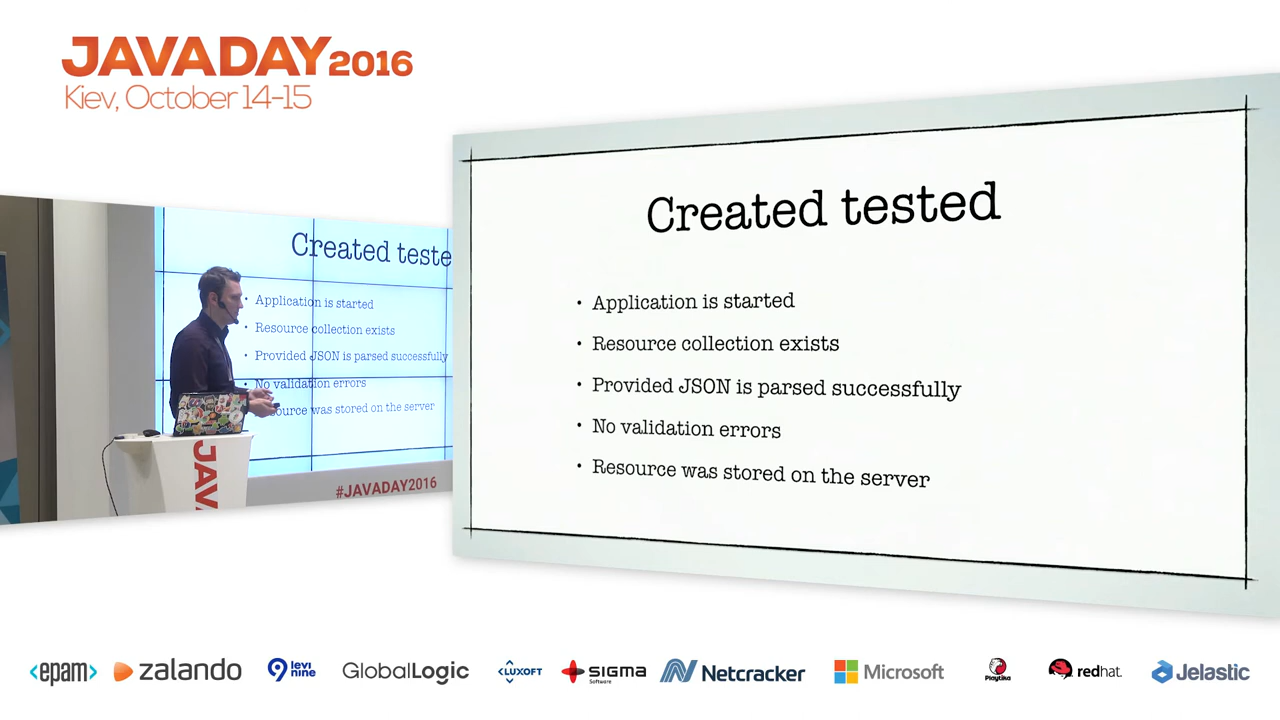 JAVADAY 2016
Kiev, October 14-15
Created teste
• Application is started
• Resource collection exists
• Provided JSON is parsed successfully
• No validation errors
was stored on the server
JAV
#JAVADAY2016
Created tested
• Application is started
• Resource collection exists
• Provided JSON is parsed successfully
• No validation errors
• Resource was stored on the server
<epam>
zalando
levi nine
GlobalLogic
LUXOFT
SIGMA
Software
Netcracker
Microsoft
Playtika
redhat.
Jelastic